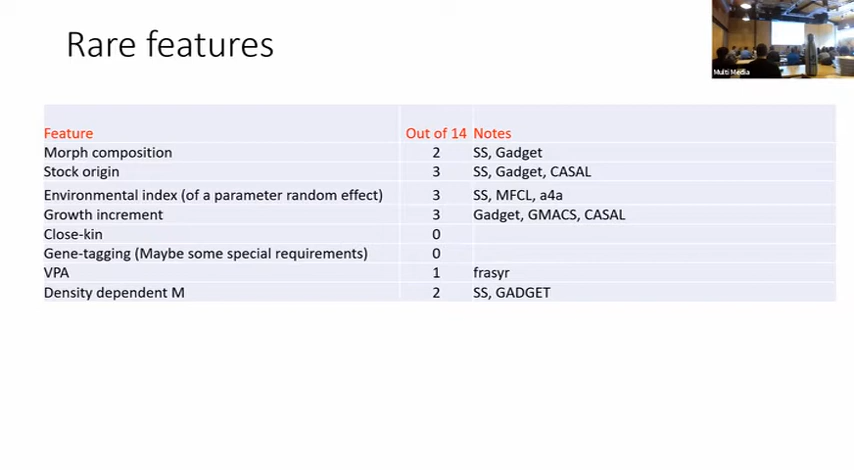 Rare features
Multi Media
Feature Out of 14 Notes
Morph composition 2 SS, Gadget
Stock origin 3 SS, Gadget, CASAL
Environmental index (of a parameter random effect) 3 SS, MFCL, a4a
Growth increment 3 Gadget, GMACS, CASAL
Close-kin 0
Gene-tagging (Maybe some special requirements) 0
VPA 1 frasyr
Density dependent M 2 SS, GADGET